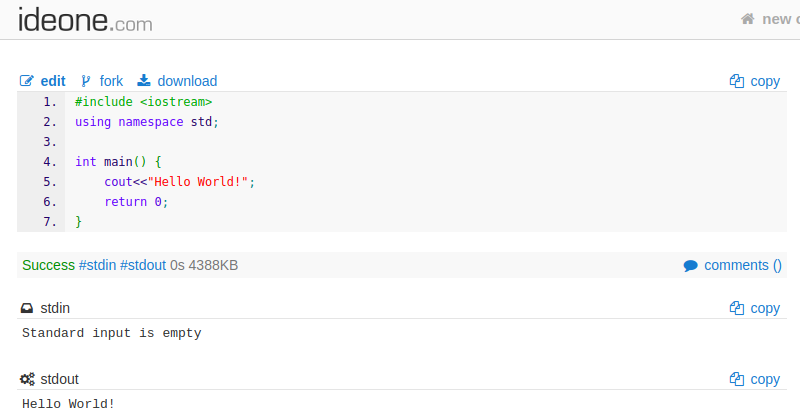 ideone.com
new
edit fork download copy
1. #include <iostream>
2. using namespace std;
3.
4. int main() {
5. cout<<"Hello World!";
6. return 0;
7. }
Success #stdin #stdout 0s 4388KB
comments ()
stdin copy
Standard input is empty
stdout copy
Hello World!